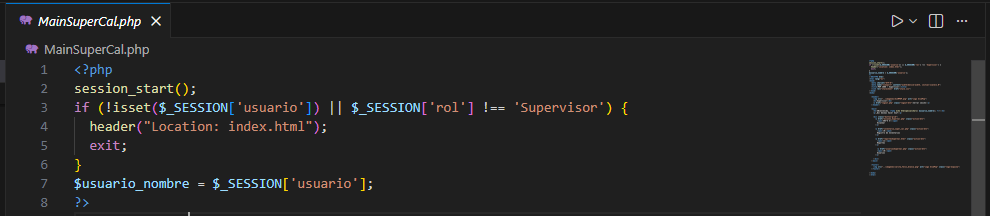 MainSuperCal.php
MainSuperCal.php
1 <?php
2 session_start();
3 if (!isset($_SESSION['usuario']) || $_SESSION['rol'] !== 'Supervisor') {
4 header("Location: index.html");
5 exit;
6 }
7 $usuario_nombre = $_SESSION['usuario'];
8 ?>